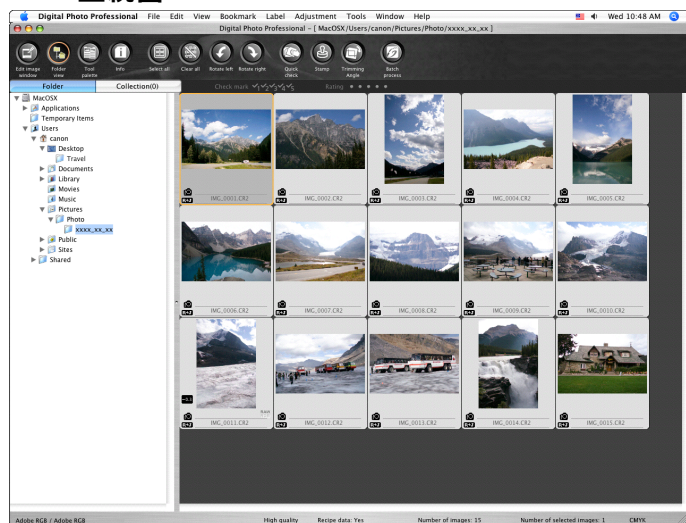 Digital Photo Professional File Edit View Bookmark Label Adjustment Tools Window Help Wed 10:48 AM
Digital Photo Professional – [ MacOSX/Users/canon/Pictures/Photo/xxxx_xx_xx ]
Edit image window
Folder view
Tool palette
Info
Select all
Clear all
Rotate left
Rotate right
Quick check
Stamp
Trimming Angle
Batch process
Folder Collection(0) Check mark 1 2 3 4 5 Rating
MacOSX
Applications
Temporary Items
Users
canon
Desktop
Travel
Documents
Library
Movies
Music
Pictures
Photo
xxxx_xx_xx
Public
Sites
Shared
IMG_0001.CR2 IMG_0002.CR2 IMG_0003.CR2 IMG_0004.CR2 IMG_0005.CR2
IMG_0006.CR2 IMG_0007.CR2 IMG_0008.CR2 IMG_0009.CR2 IMG_0010.CR2
IMG_0011.CR2 IMG_0012.CR2 IMG_0013.CR2 IMG_0014.CR2 IMG_0015.CR2
Adobe RGB / Adobe RGB High quality Recipe data: Yes Number of images: 15 Number of selected images: 1 CMYK